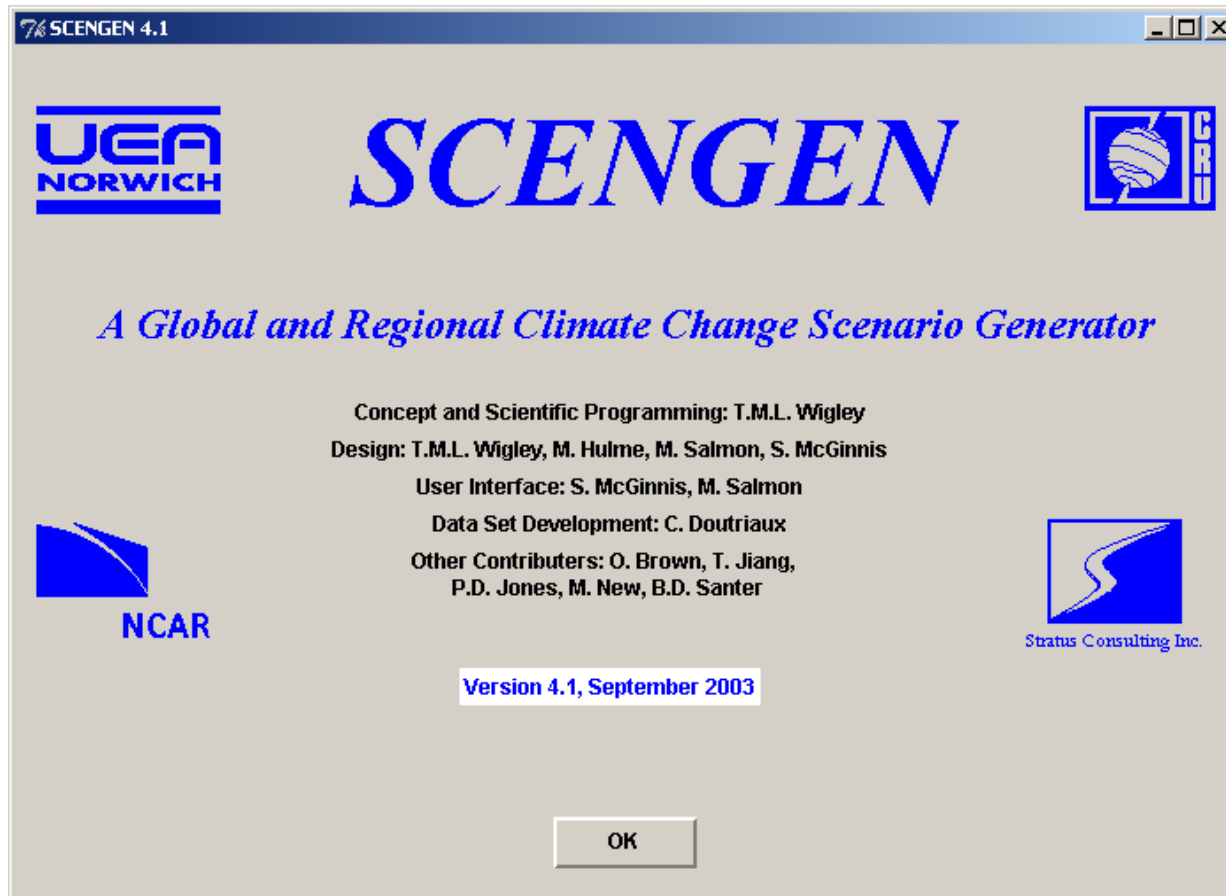 SCENGEN 4.1
UEA
NORWICH
SCENGEN
CRU
A Global and Regional Climate Change Scenario Generator
Concept and Scientific Programming: T.M.L. Wigley
Design: T.M.L. Wigley, M. Hulme, M. Salmon, S. McGinnis
User Interface: S. McGinnis, M. Salmon
Data Set Development: C. Doutriaux
Other Contributers: O. Brown, T. Jiang,
P.D. Jones, M. New, B.D. Santer
NCAR
Stratus Consulting Inc.
Version 4.1, September 2003
OK